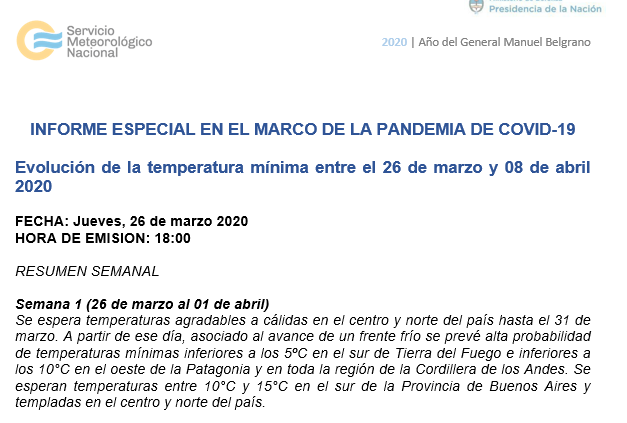 Presidencia de la Nación
Servicio
Meteorológico
Nacional
2020 | Año del General Manuel Belgrano
INFORME ESPECIAL EN EL MARCO DE LA PANDEMIA DE COVID-19
Evolución de la temperatura mínima entre el 26 de marzo y 08 de abril
2020
FECHA: Jueves, 26 de marzo 2020
HORA DE EMISION: 18:00
RESUMEN SEMANAL
Semana 1 (26 de marzo al 01 de abril)
Se espera temperaturas agradables a cálidas en el centro y norte del país hasta el 31 de
marzo. A partir de ese día, asociado al avance de un frente frío se prevé alta probabilidad
de temperaturas mínimas inferiores a los 5ºC en el sur de Tierra del Fuego e inferiores a
los 10°C en el oeste de la Patagonia y en toda la región de la Cordillera de los Andes. Se
esperan temperaturas entre 10°C y 15°C en el sur de la Provincia de Buenos Aires y
templadas en el centro y norte del país.